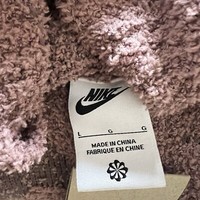 NIKE
L G G
MADE IN CHINA
FABRIQUE EN CHINE